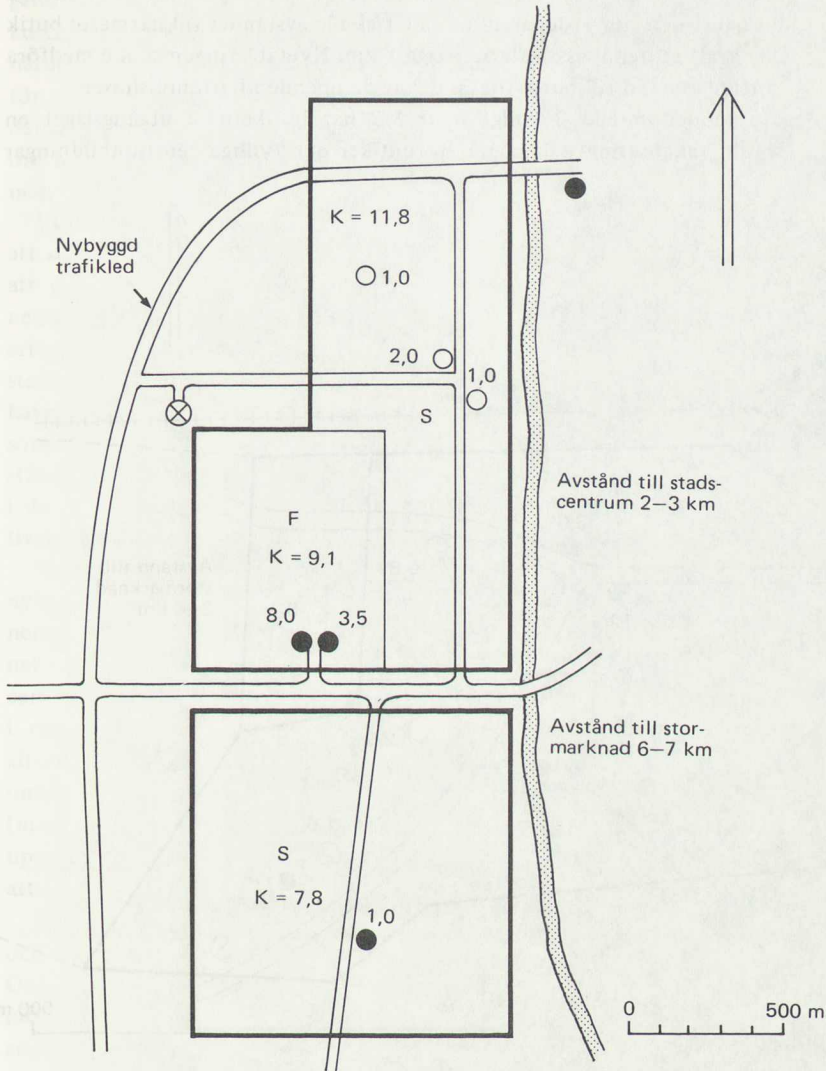 K = 11,8
Nybyggd
trafikled
1,0
2,0
1,0
S
Avstånd till stads-
centrum 2–3 km
F
K = 9,1
8,0
3,5
Avstånd till stor-
marknad 6–7 km
S
K = 7,8
1,0
0
500 m